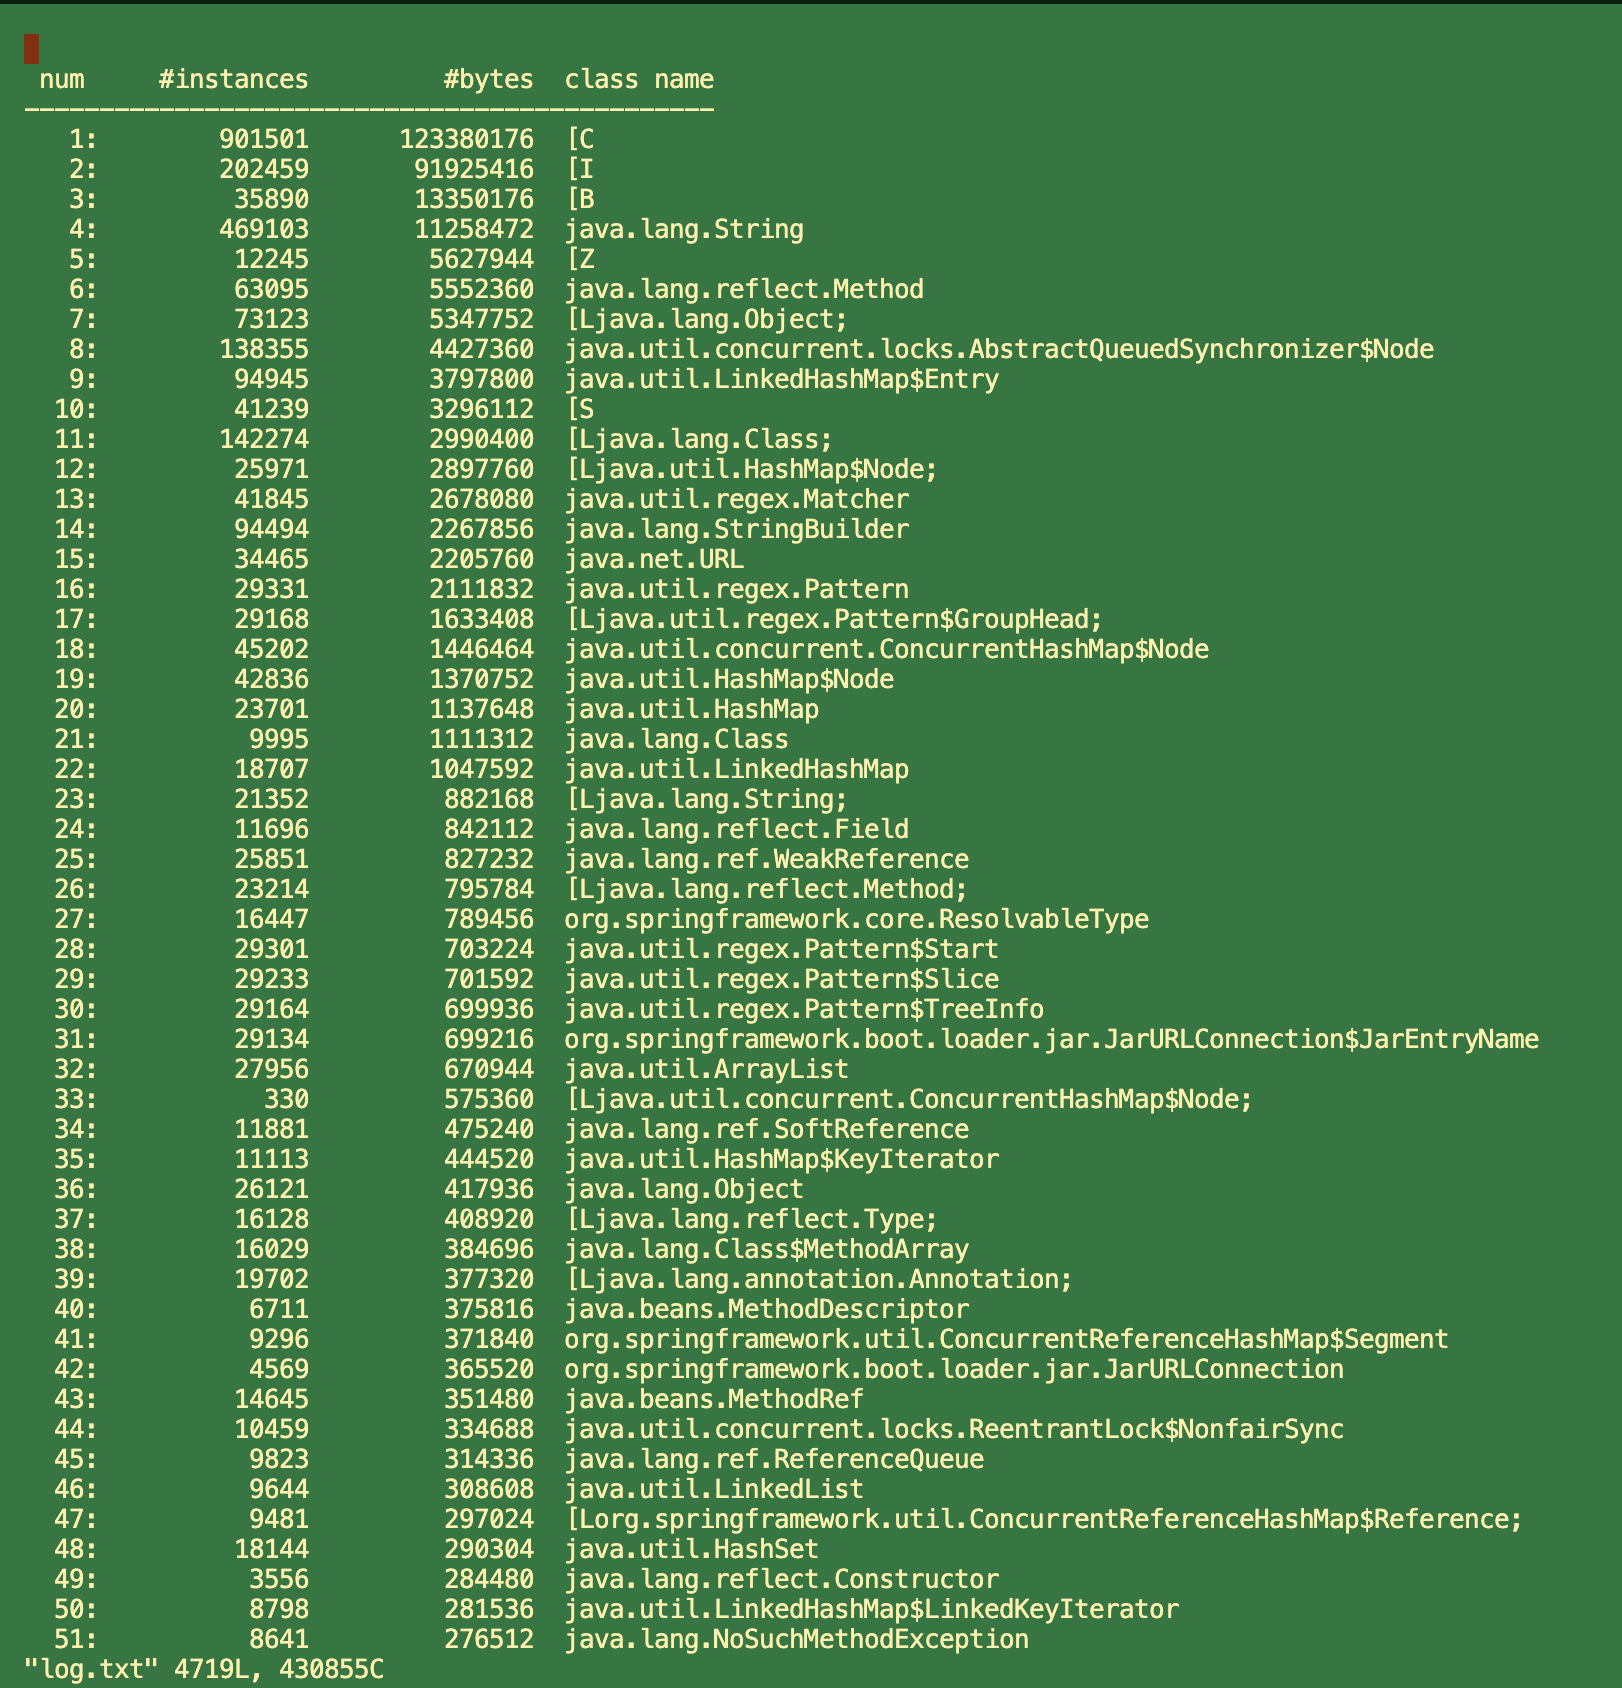 num     #instances         #bytes  class name
----------------------------------------------
   1:        901501      123380176  [C
   2:        202459       91925416  [I
   3:         35890       13350176  [B
   4:        469103       11258472  java.lang.String
   5:         12245        5627944  [Z
   6:         63095        5552360  java.lang.reflect.Method
   7:         73123        5347752  [Ljava.lang.Object;
   8:        138355        4427360  java.util.concurrent.locks.AbstractQueuedSynchronizer$Node
   9:         94945        3797800  java.util.LinkedHashMap$Entry
  10:         41239        3296112  [S
  11:        142274        2990400  [Ljava.lang.Class;
  12:         25971        2897760  [Ljava.util.HashMap$Node;
  13:         41845        2678080  java.util.regex.Matcher
  14:         94494        2267856  java.lang.StringBuilder
  15:         34465        2205760  java.net.URL
  16:         29331        2111832  java.util.regex.Pattern
  17:         29168        1633408  [Ljava.util.regex.Pattern$GroupHead;
  18:         45202        1446464  java.util.concurrent.ConcurrentHashMap$Node
  19:         42836        1370752  java.util.HashMap$Node
  20:         23701        1137648  java.util.HashMap
  21:          9995        1111312  java.lang.Class
  22:         18707        1047592  java.util.LinkedHashMap
  23:         21352         882168  [Ljava.lang.String;
  24:         11696         842112  java.lang.reflect.Field
  25:         25851         827232  java.lang.ref.WeakReference
  26:         23214         795784  [Ljava.lang.reflect.Method;
  27:         16447         789456  org.springframework.core.ResolvableType
  28:         29301         703224  java.util.regex.Pattern$Start
  29:         29233         701592  java.util.regex.Pattern$Slice
  30:         29164         699936  java.util.regex.Pattern$TreeInfo
  31:         29134         699216  org.springframework.boot.loader.jar.JarURLConnection$JarEntryName
  32:         27956         670944  java.util.ArrayList
  33:           330         575360  [Ljava.util.concurrent.ConcurrentHashMap$Node;
  34:         11881         475240  java.lang.ref.SoftReference
  35:         11113         444520  java.util.HashMap$KeyIterator
  36:         26121         417936  java.lang.Object
  37:         16128         408920  [Ljava.lang.reflect.Type;
  38:         16029         384696  java.lang.Class$MethodArray
  39:         19702         377320  [Ljava.lang.annotation.Annotation;
  40:          6711         375816  java.beans.MethodDescriptor
  41:          9296         371840  org.springframework.util.ConcurrentReferenceHashMap$Segment
  42:          4569         365520  org.springframework.boot.loader.jar.JarURLConnection
  43:         14645         351480  java.beans.MethodRef
  44:         10459         334688  java.util.concurrent.locks.ReentrantLock$NonfairSync
  45:          9823         314336  java.lang.ref.ReferenceQueue
  46:          9644         308608  java.util.LinkedList
  47:          9481         297024  [Lorg.springframework.util.ConcurrentReferenceHashMap$Reference;
  48:         18144         290304  java.util.HashSet
  49:          3556         284480  java.lang.reflect.Constructor
  50:          8798         281536  java.util.LinkedHashMap$LinkedKeyIterator
  51:          8641         276512  java.lang.NoSuchMethodException
"log.txt" 4719L, 430855C